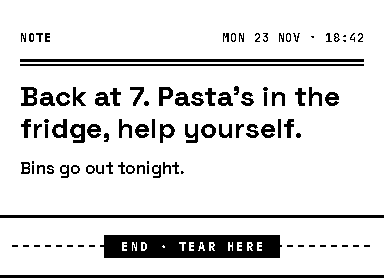 NOTE MON 23 NOV · 18:42
Back at 7. Pasta's in the
fridge, help yourself.
Bins go out tonight.
END · TEAR HERE